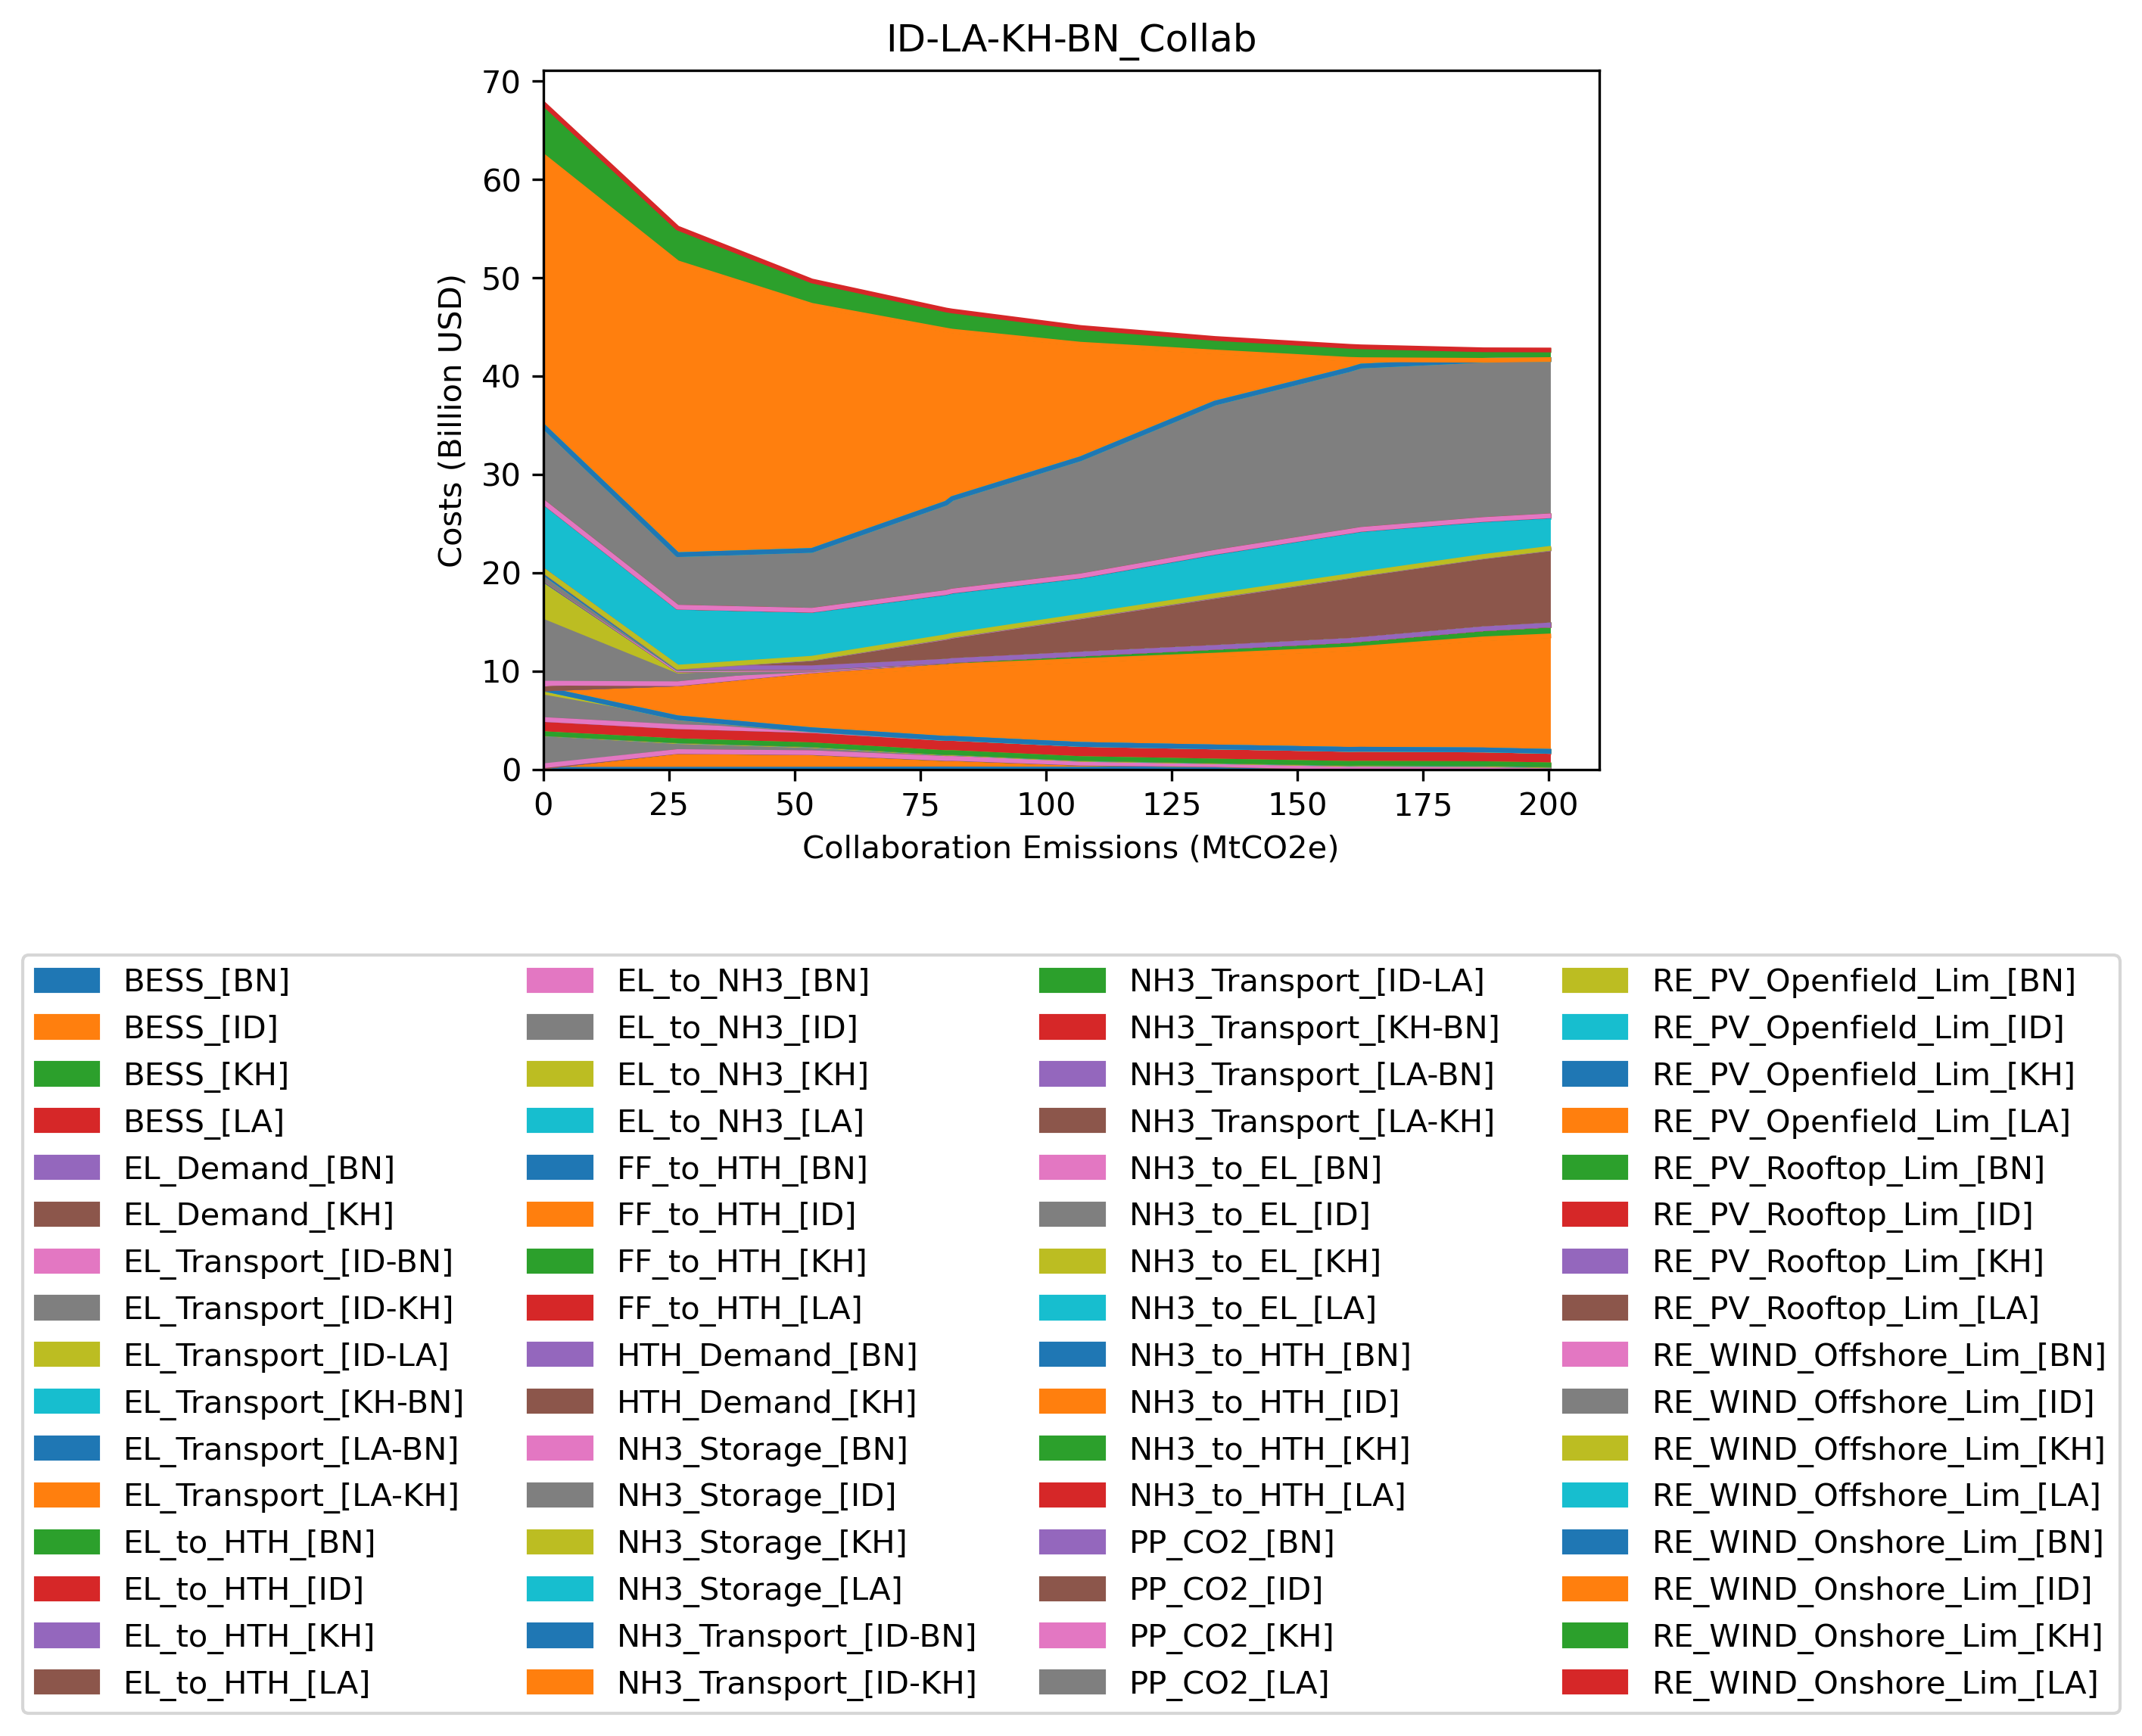 ID-LA-KH-BN_Collab
70
60
50
40
30
20
10
0
Costs (Billion USD)
0 25 50 75 100 125 150 175 200
Collaboration Emissions (MtCO2e)
BESS_[BN]
BESS_[ID]
BESS_[KH]
BESS_[LA]
EL_Demand_[BN]
EL_Demand_[KH]
EL_Transport_[ID-BN]
EL_Transport_[ID-KH]
EL_Transport_[ID-LA]
EL_Transport_[KH-BN]
EL_Transport_[LA-BN]
EL_Transport_[LA-KH]
EL_to_HTH_[BN]
EL_to_HTH_[ID]
EL_to_HTH_[KH]
EL_to_HTH_[LA]
EL_to_NH3_[BN]
EL_to_NH3_[ID]
EL_to_NH3_[KH]
EL_to_NH3_[LA]
FF_to_HTH_[BN]
FF_to_HTH_[ID]
FF_to_HTH_[KH]
FF_to_HTH_[LA]
HTH_Demand_[BN]
HTH_Demand_[KH]
NH3_Storage_[BN]
NH3_Storage_[ID]
NH3_Storage_[KH]
NH3_Storage_[LA]
NH3_Transport_[ID-BN]
NH3_Transport_[ID-KH]
NH3_Transport_[ID-LA]
NH3_Transport_[KH-BN]
NH3_Transport_[LA-BN]
NH3_Transport_[LA-KH]
NH3_to_EL_[BN]
NH3_to_EL_[ID]
NH3_to_EL_[KH]
NH3_to_EL_[LA]
NH3_to_HTH_[BN]
NH3_to_HTH_[ID]
NH3_to_HTH_[KH]
NH3_to_HTH_[LA]
PP_CO2_[BN]
PP_CO2_[ID]
PP_CO2_[KH]
PP_CO2_[LA]
RE_PV_Openfield_Lim_[BN]
RE_PV_Openfield_Lim_[ID]
RE_PV_Openfield_Lim_[KH]
RE_PV_Openfield_Lim_[LA]
RE_PV_Rooftop_Lim_[BN]
RE_PV_Rooftop_Lim_[ID]
RE_PV_Rooftop_Lim_[KH]
RE_PV_Rooftop_Lim_[LA]
RE_WIND_Offshore_Lim_[BN]
RE_WIND_Offshore_Lim_[ID]
RE_WIND_Offshore_Lim_[KH]
RE_WIND_Offshore_Lim_[LA]
RE_WIND_Onshore_Lim_[BN]
RE_WIND_Onshore_Lim_[ID]
RE_WIND_Onshore_Lim_[KH]
RE_WIND_Onshore_Lim_[LA]